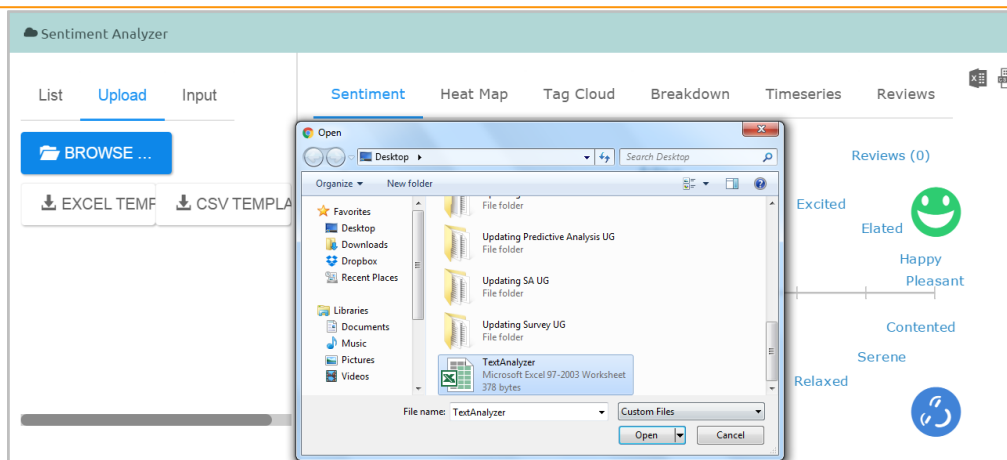 Sentiment Analyzer
List Upload Input
Sentiment Heat Map Tag Cloud Breakdown Timeseries Reviews
BROWSE ...
EXCEL TEMP
CSV TEMPLA
Open
Desktop
Search Desktop
Organize
New folder
Favorites
Desktop
Downloads
Dropbox
Recent Places
Libraries
Documents
Music
Pictures
Videos
File folder
Updating Predictive Analysis UG
File folder
Updating SA UG
File folder
Updating Survey UG
File folder
TextAnalyzer
Microsoft Excel 97-2003 Worksheet
378 bytes
File name: TextAnalyzer
Custom Files
Open
Cancel
Reviews (0)
Excited
Elated
Happy
Pleasant
Contented
Serene
Relaxed